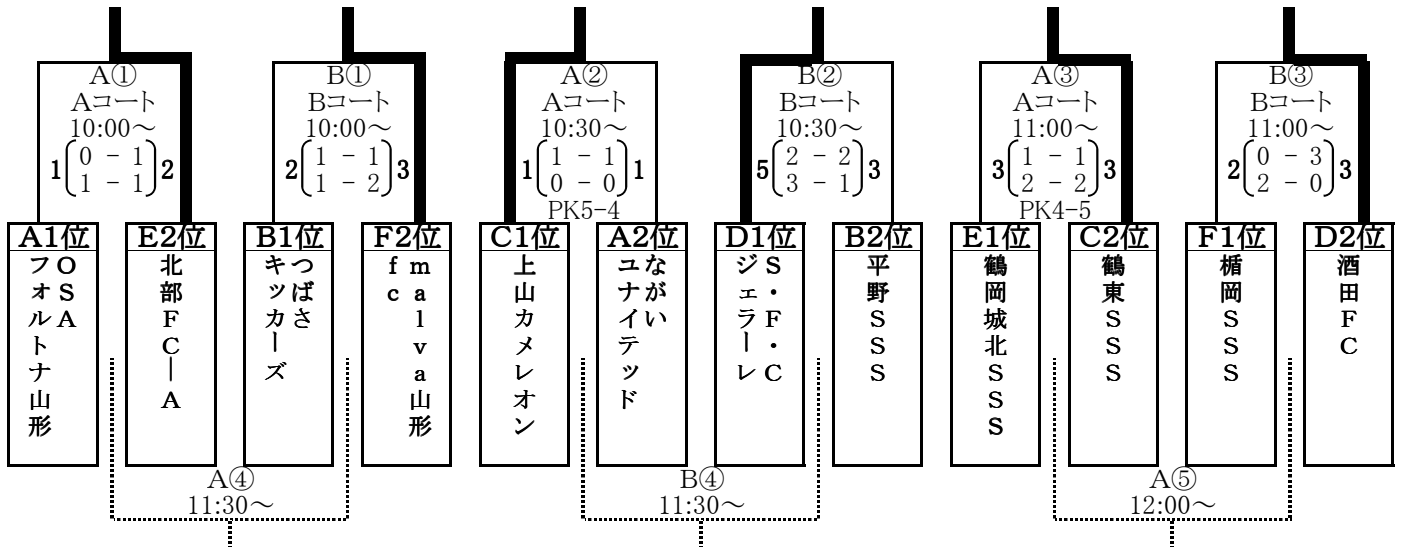 A① B① A② B② A③ B③
Aコート Bコート Aコート Bコート Aコート Bコート
10:00～ 10:00～ 10:30～ 10:30～ 11:00～ 11:00～
1 0 - 1 2 2 1 - 1 3 1 1 - 1 1 5 2 - 2 3 3 1 - 1 3 2 0 - 3 3
1 - 1 1 - 2 0 - 0 3 - 1 2 - 2 2 - 0
PK5-4 PK4-5
A1位 E2位 B1位 F2位 C1位 A2位 D1位 B2位 E1位 C2位 F1位 D2位
OSA
フォルトナ山形
北部FC―A
つばさ
キッカーズ
malva山形
fc
上山カメレオン
ながい
ユナイテッド
S・F・C
ジェラーレ
平野SSS
鶴岡城北SSS
鶴東SSS
楯岡SSS
酒田FC
A④ B④ A⑤
11:30～ 11:30～ 12:00～